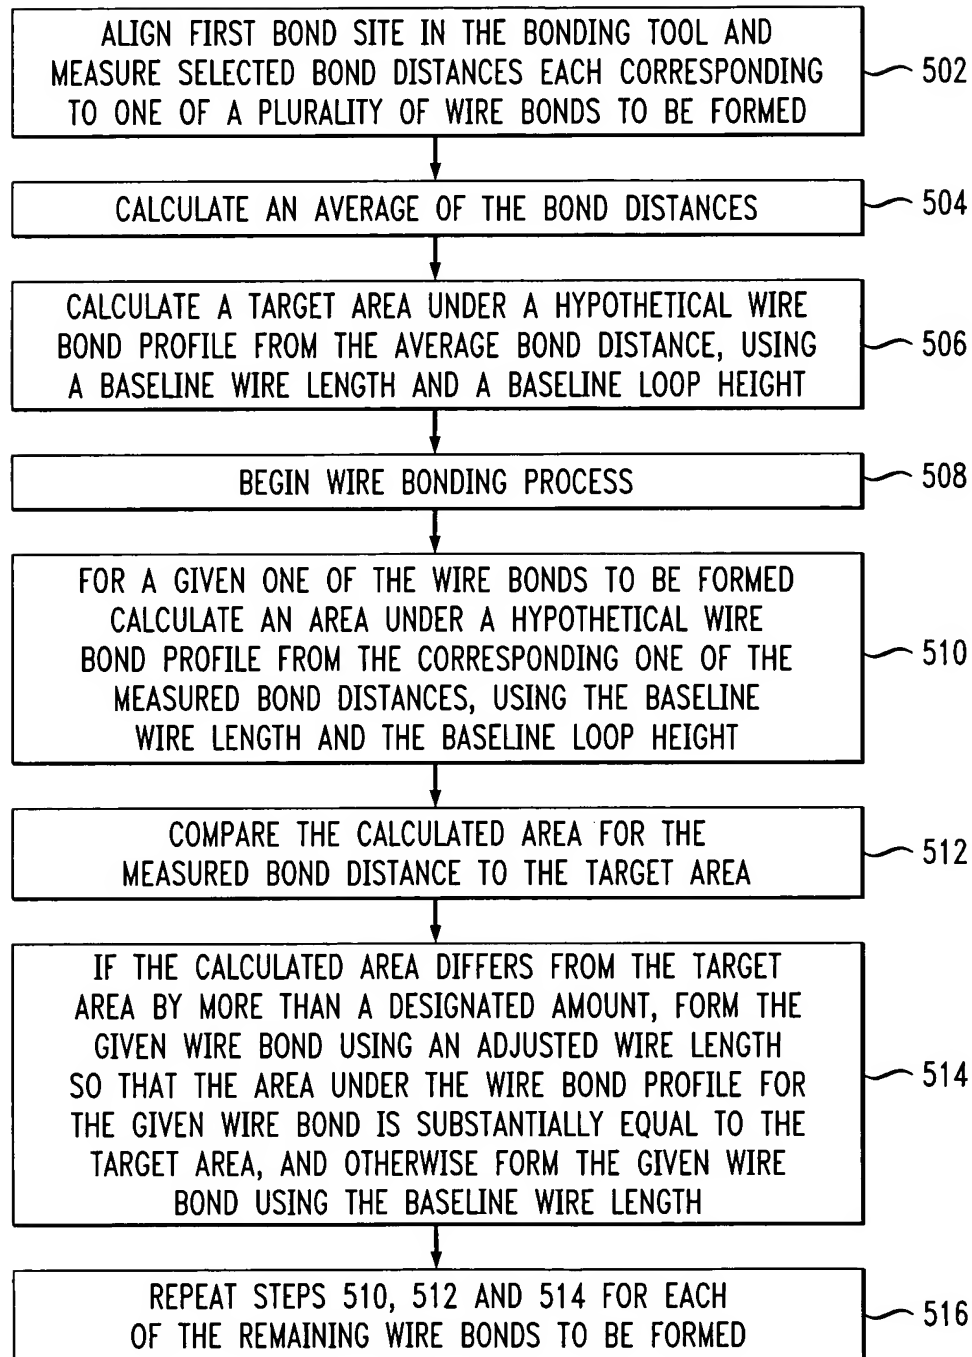 ALIGN FIRST BOND SITE IN THE BONDING TOOL AND
MEASURE SELECTED BOND DISTANCES EACH CORRESPONDING
TO ONE OF A PLURALITY OF WIRE BONDS TO BE FORMED
502
CALCULATE AN AVERAGE OF THE BOND DISTANCES
504
CALCULATE A TARGET AREA UNDER A HYPOTHETICAL WIRE
BOND PROFILE FROM THE AVERAGE BOND DISTANCE, USING
A BASELINE WIRE LENGTH AND A BASELINE LOOP HEIGHT
506
BEGIN WIRE BONDING PROCESS
508
FOR A GIVEN ONE OF THE WIRE BONDS TO BE FORMED
CALCULATE AN AREA UNDER A HYPOTHETICAL WIRE
BOND PROFILE FROM THE CORRESPONDING ONE OF THE
MEASURED BOND DISTANCES, USING THE BASELINE
WIRE LENGTH AND THE BASELINE LOOP HEIGHT
510
COMPARE THE CALCULATED AREA FOR THE
MEASURED BOND DISTANCE TO THE TARGET AREA
512
IF THE CALCULATED AREA DIFFERS FROM THE TARGET
AREA BY MORE THAN A DESIGNATED AMOUNT, FORM THE
GIVEN WIRE BOND USING AN ADJUSTED WIRE LENGTH
SO THAT THE AREA UNDER THE WIRE BOND PROFILE FOR
THE GIVEN WIRE BOND IS SUBSTANTIALLY EQUAL TO THE
TARGET AREA, AND OTHERWISE FORM THE GIVEN WIRE
BOND USING THE BASELINE WIRE LENGTH
514
REPEAT STEPS 510, 512 AND 514 FOR EACH
OF THE REMAINING WIRE BONDS TO BE FORMED
516